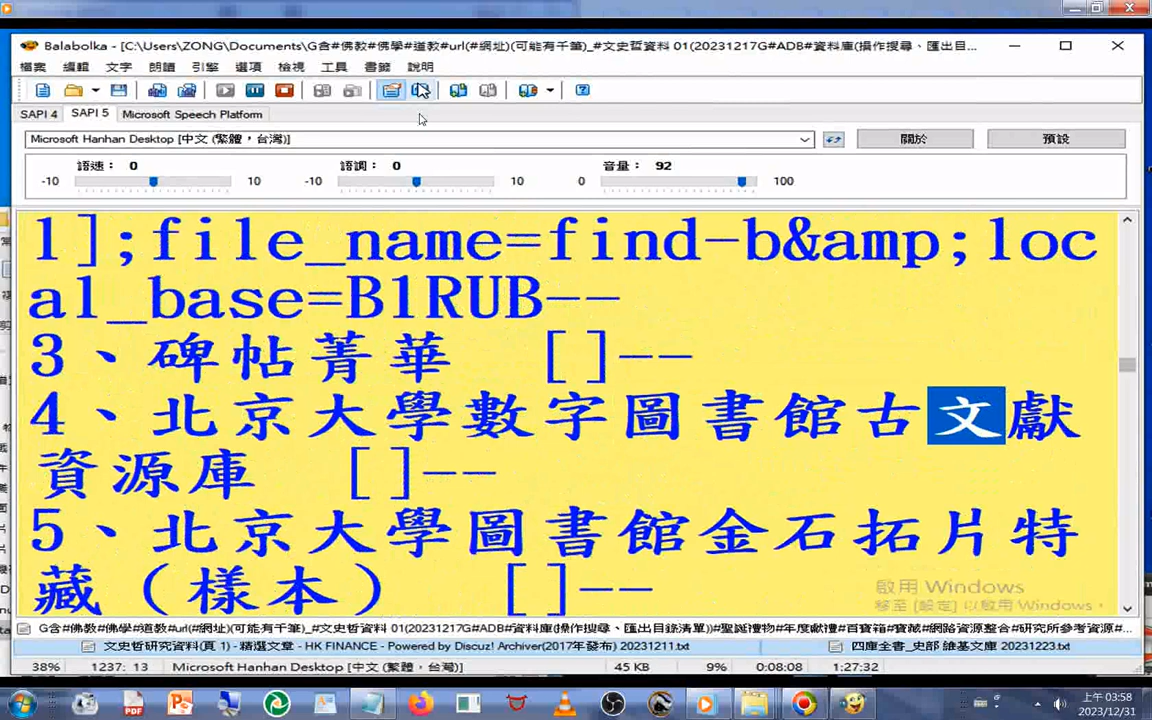 Balabolka - [C:\Users\ZONG\Documents\G含#佛教#佛學#道教#url(#網址)(可能有千筆)_#文史哲資料 01(20231217G#ADB#資料庫(操作搜尋、匯出目...
檔案 編輯 文字 朗讀 引擎 選項 檢視 工具 書籤 說明
SAPI 4 SAPI 5 Microsoft Speech Platform
Microsoft Hanhan Desktop [中文 (繁體，台灣)] 關於 預設
語速： 0 語調： 0 音量： 92
-10 10 -10 10 0 100
1];file_name=find-b&amp;loc
al_base=B1RUB--
3、碑帖菁華 []--
4、北京大學數字圖書館古文獻
資源庫 []--
5、北京大學圖書館金石拓片特
藏（樣本） []--
啟用 Windows
移至 [設定] 以啟用 Windows。
G含#佛教#佛學#道教#url(#網址)(可能有千筆)_#文史哲資料 01(20231217G#ADB#資料庫(操作搜尋、匯出目錄清單))#聖誕禮物#年度獻禮#百寶箱#寶藏#網路資源整合#研究所參考資源#...
文史哲研究資料(頁 1) - 精選文章 - HK FINANCE - Powered by Discuz! Archiver(2017年發布) 20231211.txt 四庫全書_史部 維基文庫 20231223.txt
38% 1237: 13 Microsoft Hanhan Desktop [中文 (繁體，台灣)] 45 KB 9% 0:08:08 1:27:32
上午 03:58
2023/12/31